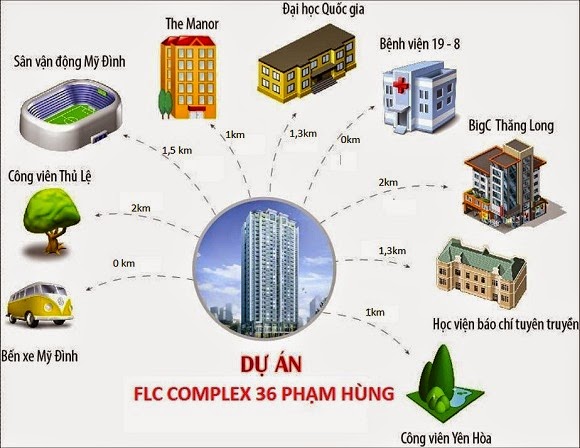 The Manor
Đại học Quốc gia
Bệnh viện 19 - 8
Sân vận động Mỹ Đình
BigC Thăng Long
1km
1,3km
0km
1,5 km
Công viên Thủ Lệ
2km
2km
0 km
1,3km
Học viện báo chí tuyên truyền
1km
Bến xe Mỹ Đình
DỰ ÁN
FLC COMPLEX 36 PHẠM HÙNG
Công viên Yên Hòa